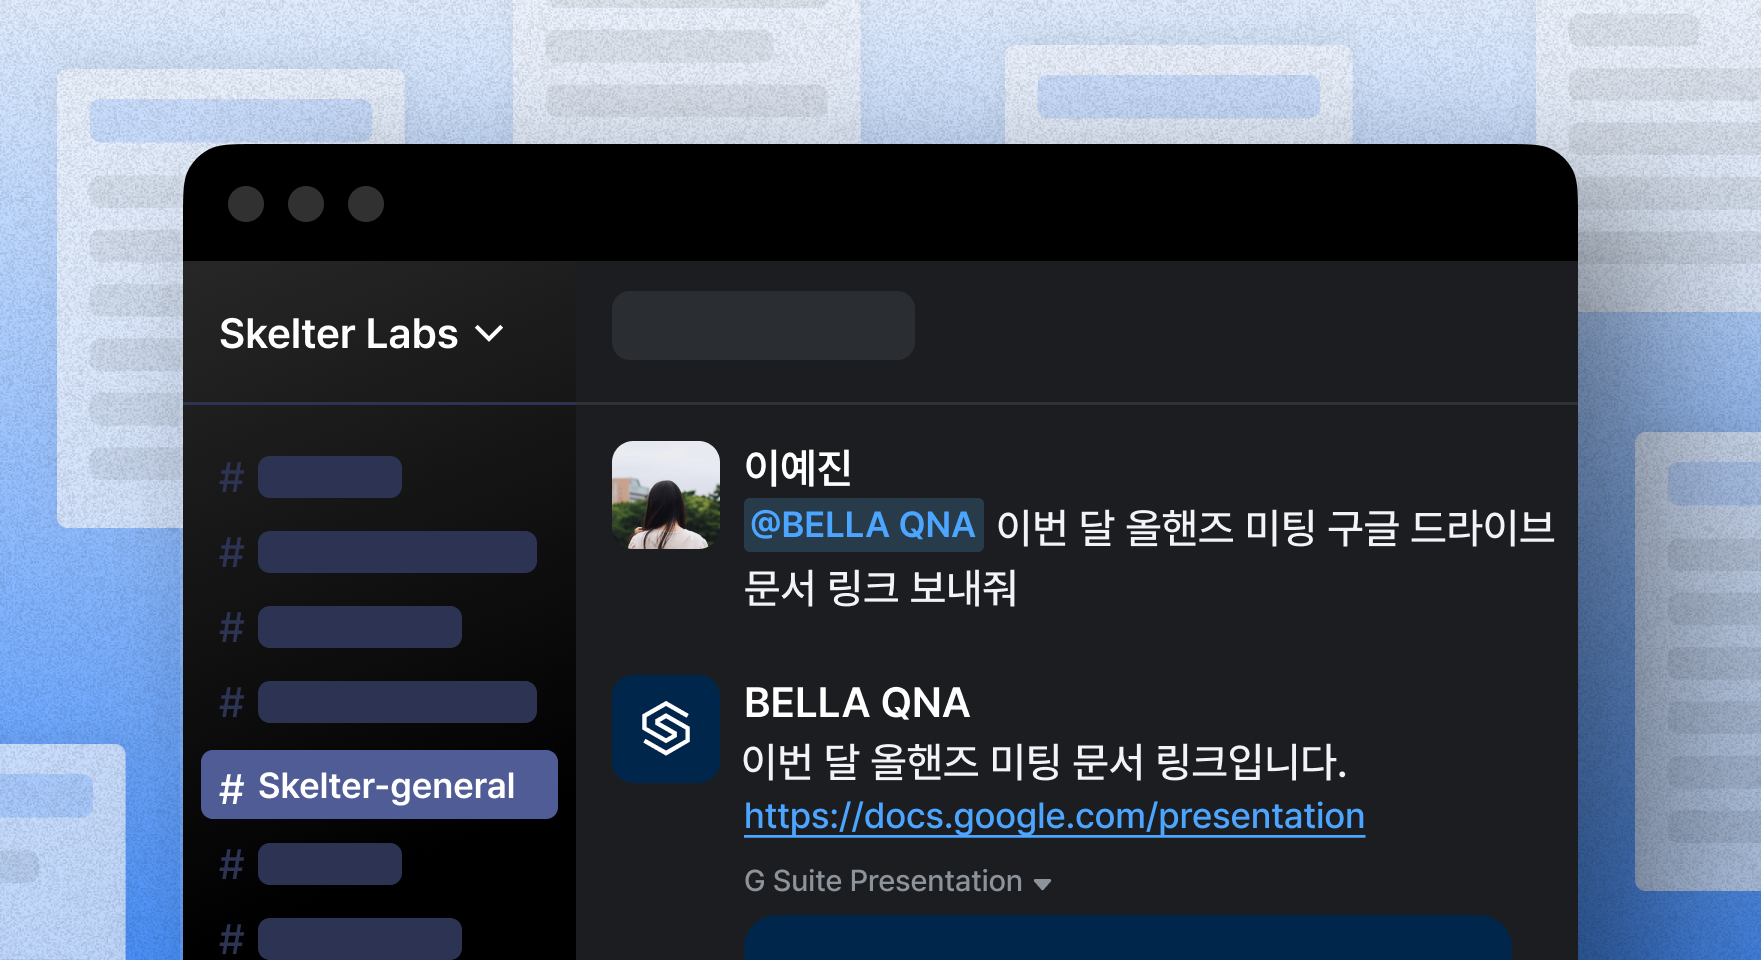 Skelter Labs
#
#
#
#
# Skelter-general
#
#
이예진
@BELLA QNA 이번 달 올핸즈 미팅 구글 드라이브
문서 링크 보내줘
BELLA QNA
이번 달 올핸즈 미팅 문서 링크입니다.
https://docs.google.com/presentation
G Suite Presentation